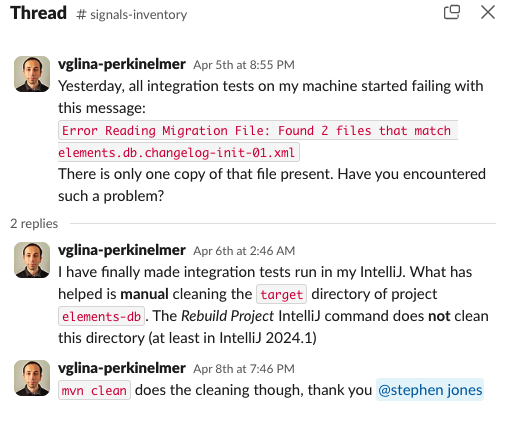 Thread # signals-inventory
vglina-perkinelmer Apr 5th at 8:55 PM
Yesterday, all integration tests on my machine started failing with
this message:
Error Reading Migration File: Found 2 files that match
elements.db.changelog-init-01.xml
There is only one copy of that file present. Have you encountered
such a problem?
2 replies
vglina-perkinelmer Apr 6th at 2:46 AM
I have finally made integration tests run in my IntelliJ. What has
helped is manual cleaning the target directory of project
elements-db. The Rebuild Project IntelliJ command does not clean
this directory (at least in IntelliJ 2024.1)
vglina-perkinelmer Apr 8th at 7:46 PM
mvn clean does the cleaning though, thank you @stephen jones